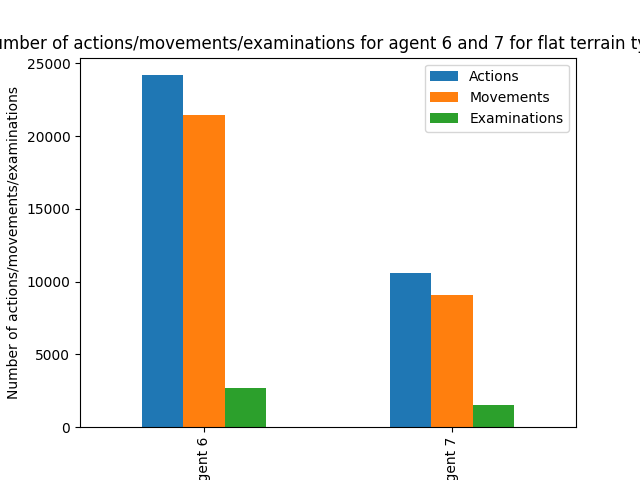 umber of actions/movements/examinations for agent 6 and 7 for flat terrain ty
Number of actions/movements/examinations
25000
20000
15000
10000
5000
0
Actions
Movements
Examinations
gent 6
gent 7